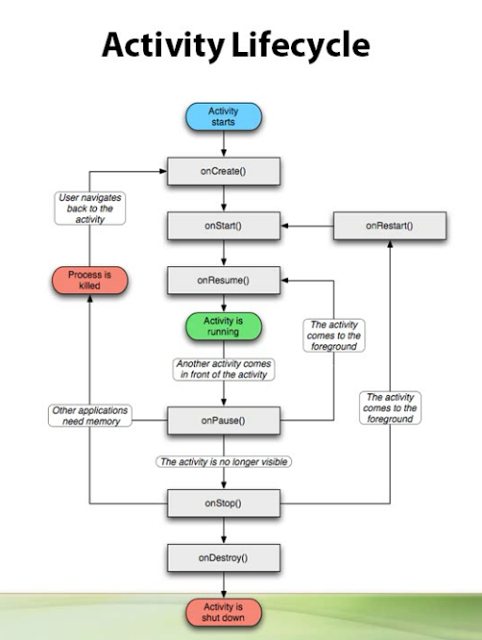 Activity Lifecycle
Activity
starts
onCreate()
User navigates
back to the
activity
onStart()
onRestart()
Process is
killed
onResume()
Activity is
running
The activity
comes to the
foreground
Another activity comes
in front of the activity
The activity
comes to the
foreground
Other applications
need memory
onPause()
The activity is no longer visible
onStop()
onDestroy()
Activity is
shut down